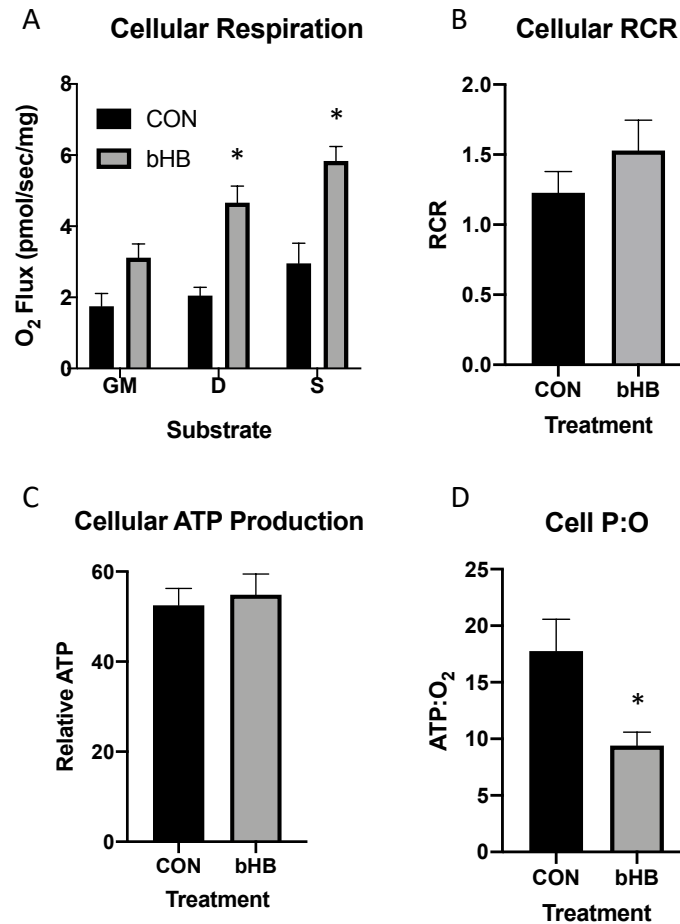 A
Cellular Respiration
8
6
4
2
0
O2 Flux (pmol/sec/mg)
CON
bHB
*
*
GM
D
S
Substrate
B
Cellular RCR
2.0
1.5
1.0
0.5
0.0
RCR
CON
bHB
Treatment
C
Cellular ATP Production
60
40
20
0
Relative ATP
CON
bHB
Treatment
D
Cell P:O
25
20
15
10
5
0
ATP:O2
*
CON
bHB
Treatment